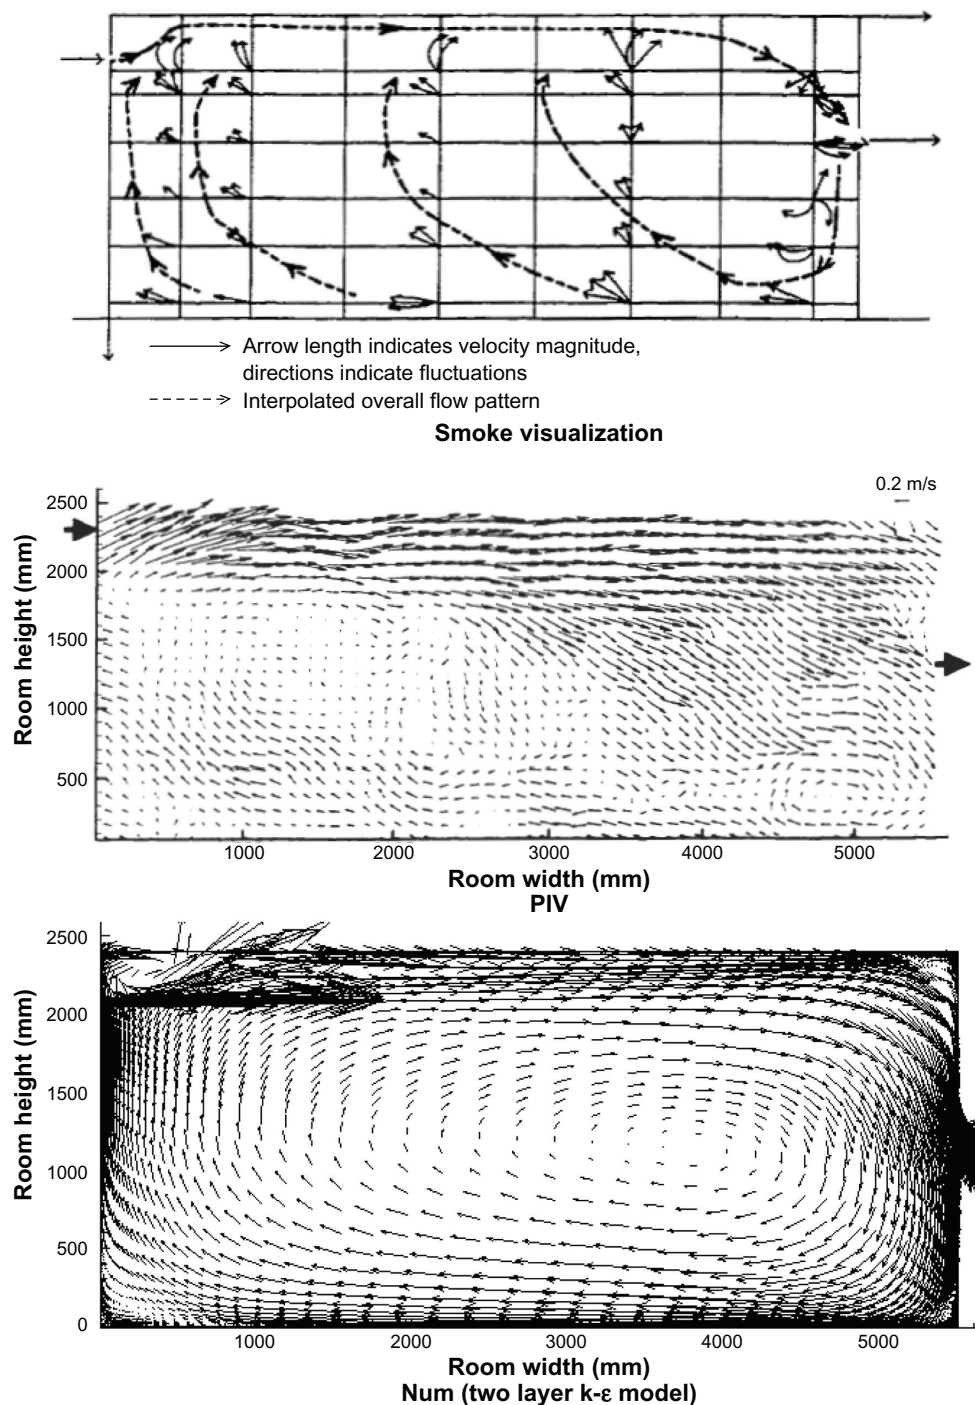 Arrow length indicates velocity magnitude,
directions indicate fluctuations
Interpolated overall flow pattern
Smoke visualization
0.2 m/s
2500
2000
1500
1000
500
Room height (mm)
1000 2000 3000 4000 5000
Room width (mm)
PIV
2500
2000
1500
1000
500
0
Room height (mm)
1000 2000 3000 4000 5000
Room width (mm)
Num (two layer k-ε model)